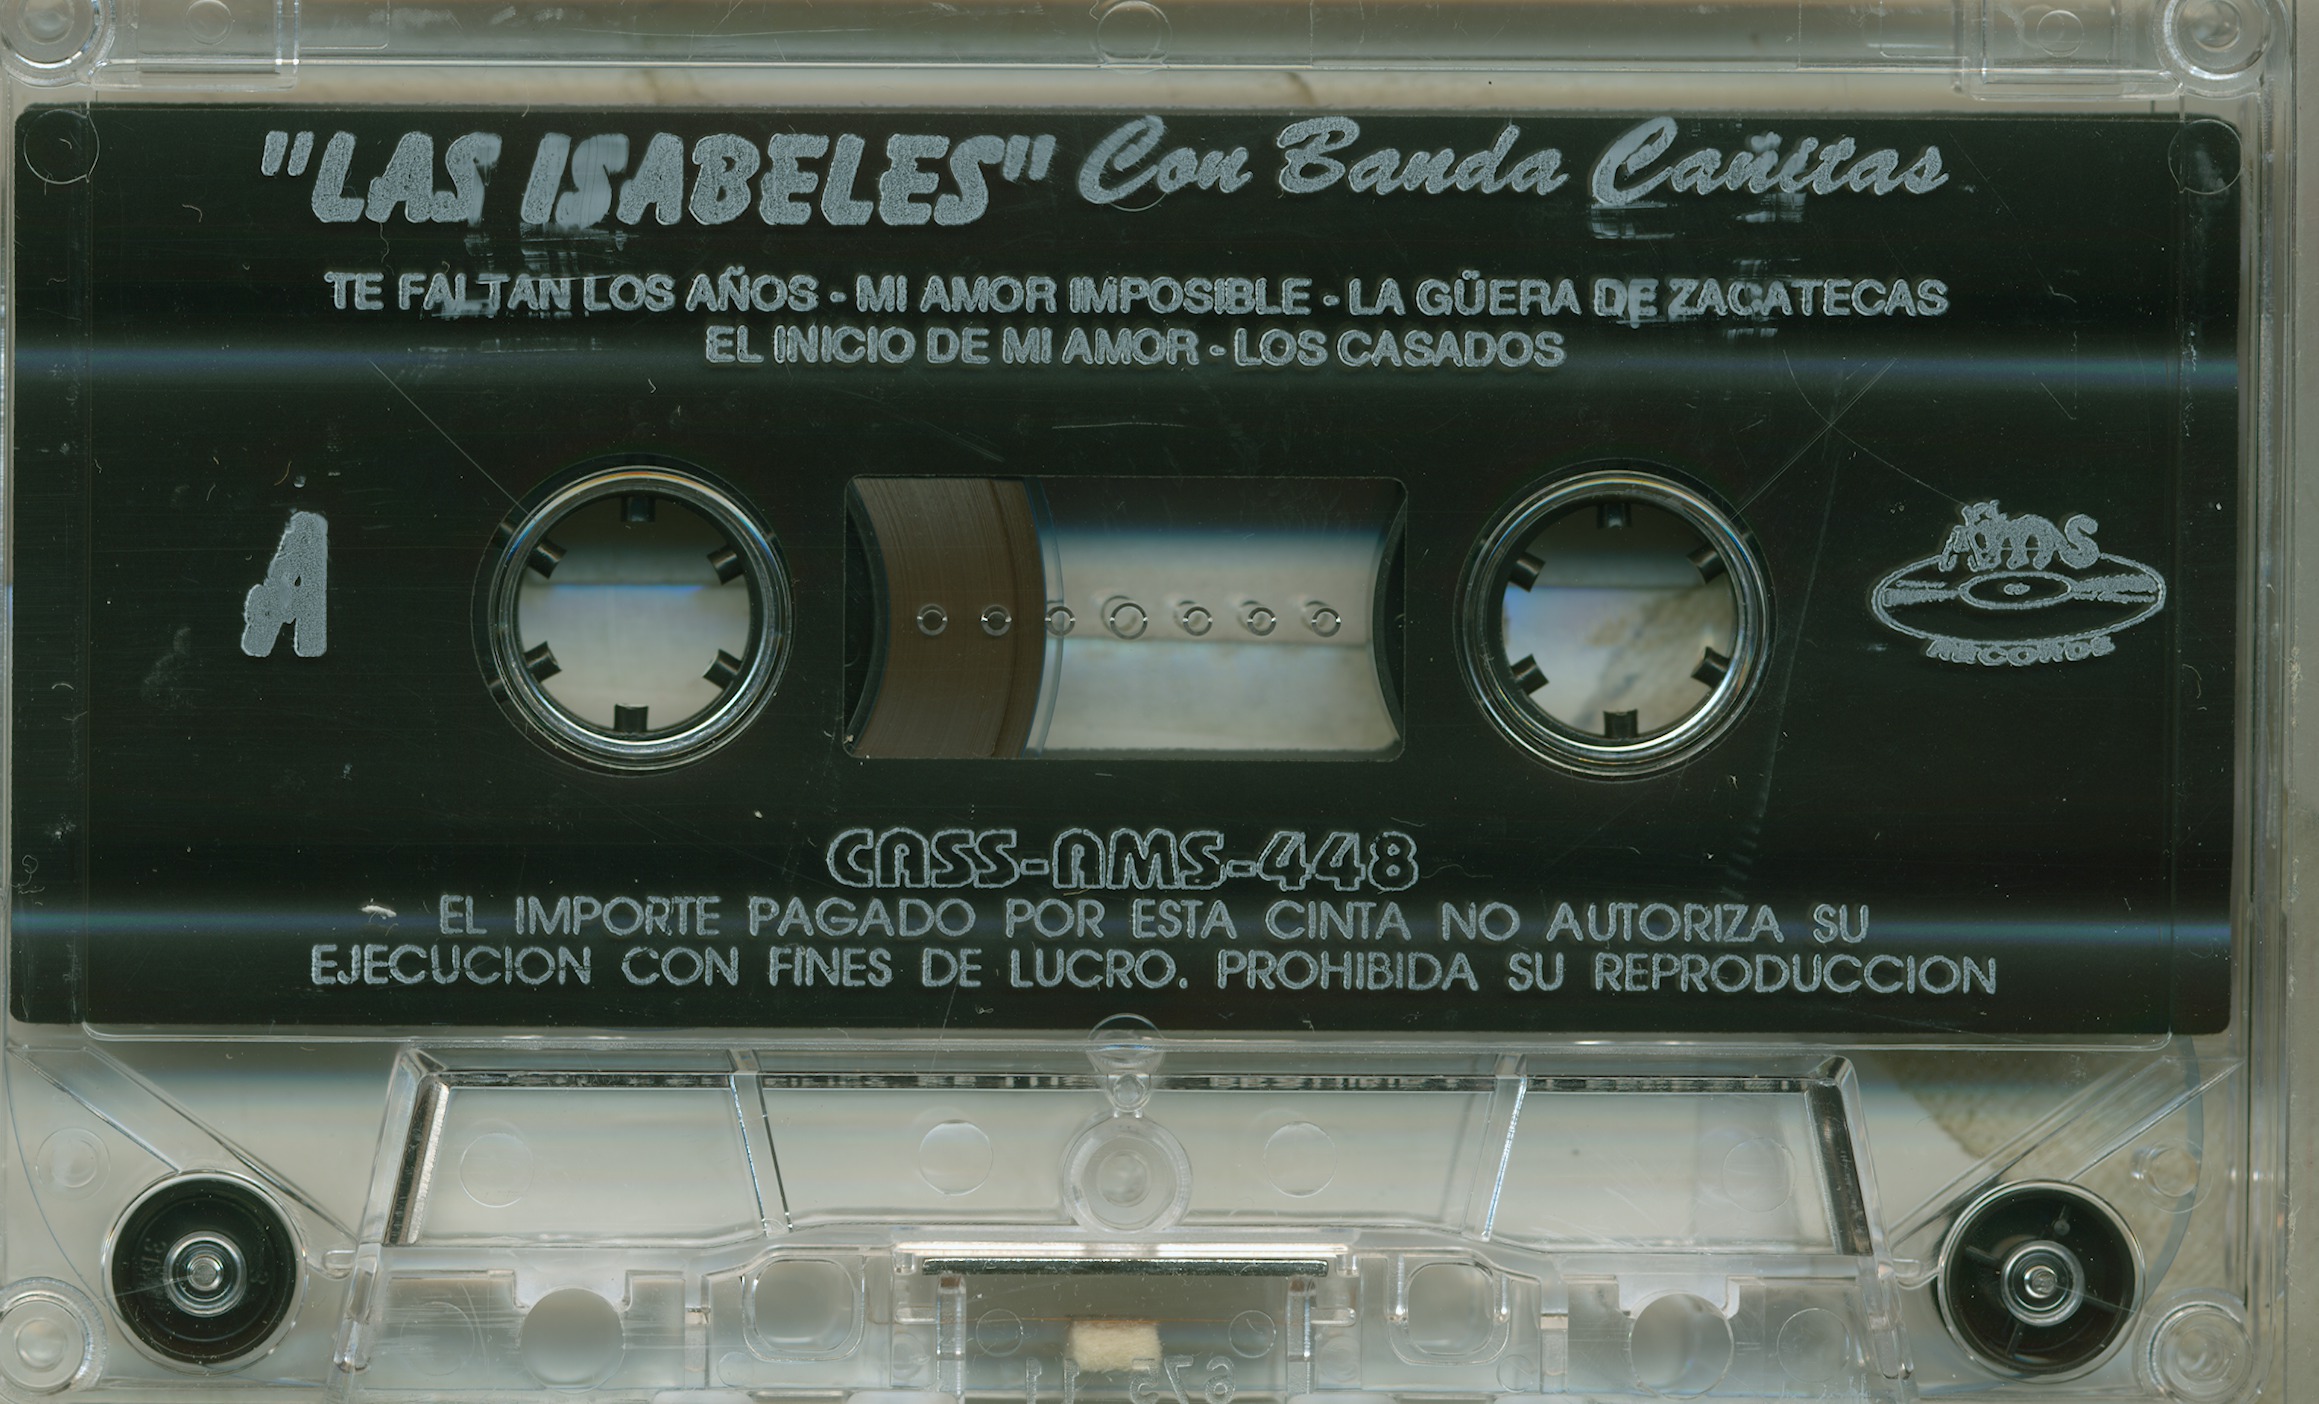 "LAS ISABELES" Con Banda Cañitas
TE FALTAN LOS AÑOS - MI AMOR IMPOSIBLE - LA GÜERA DE ZACATECAS
EL INICIO DE MI AMOR - LOS CASADOS
A
ams
RECORDS
CASS-AMS-448
EL IMPORTE PAGADO POR ESTA CINTA NO AUTORIZA SU
EJECUCION CON FINES DE LUCRO. PROHIBIDA SU REPRODUCCION